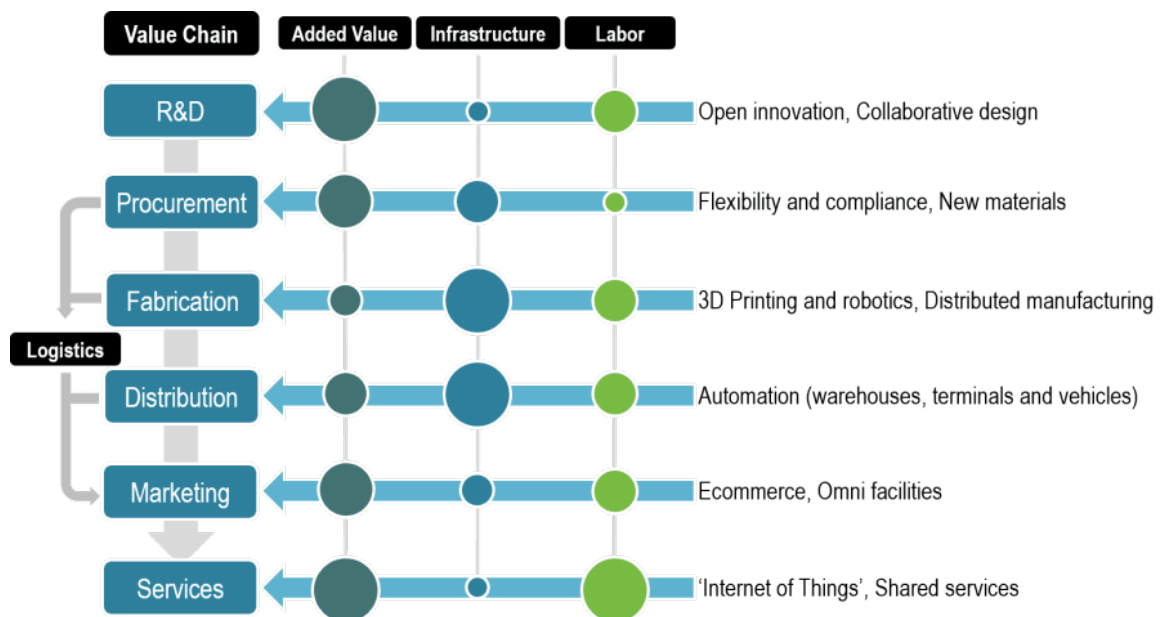 Value Chain
Added Value
Infrastructure
Labor
R&D
Open innovation, Collaborative design
Procurement
Flexibility and compliance, New materials
Fabrication
3D Printing and robotics, Distributed manufacturing
Logistics
Distribution
Automation (warehouses, terminals and vehicles)
Marketing
Ecommerce, Omni facilities
Services
‘Internet of Things’, Shared services